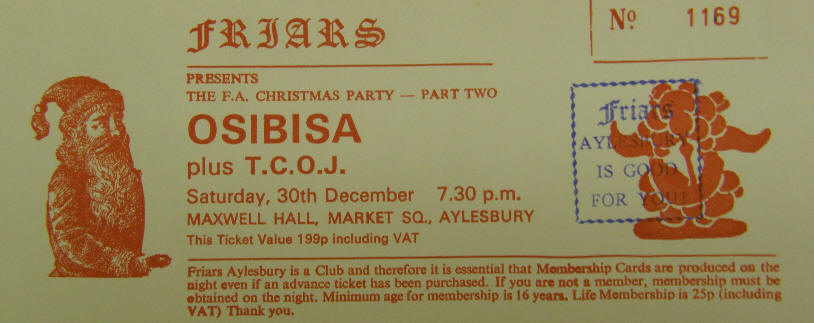 FRIARS
Nº 1169
PRESENTS
THE F.A. CHRISTMAS PARTY — PART TWO
OSIBISA
plus T.C.O.J.
Saturday, 30th December 7.30 p.m.
MAXWELL HALL, MARKET SQ., AYLESBURY
This Ticket Value 199p including VAT
Friars
AYLESBURY
IS GOOD
FOR YOU!
Friars Aylesbury is a Club and therefore it is essential that Membership Cards are produced on the
night even if an advance ticket has been purchased. If you are not a member, membership must be
obtained on the night. Minimum age for membership is 16 years. Life Membership is 25p (including
VAT) Thank you.